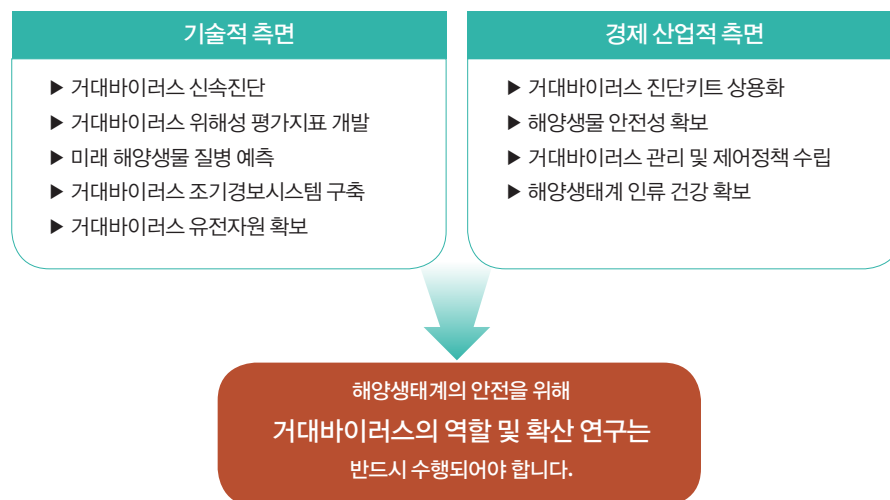 기술적 측면
▶ 거대바이러스 신속진단
▶ 거대바이러스 위해성 평가지표 개발
▶ 미래 해양생물 질병 예측
▶ 거대바이러스 조기경보시스템 구축
▶ 거대바이러스 유전자원 확보
경제 산업적 측면
▶ 거대바이러스 진단키트 상용화
▶ 해양생물 안전성 확보
▶ 거대바이러스 관리 및 제어정책 수립
▶ 해양생태계 인류 건강 확보
해양생태계의 안전을 위해
거대바이러스의 역할 및 확산 연구는
반드시 수행되어야 합니다.